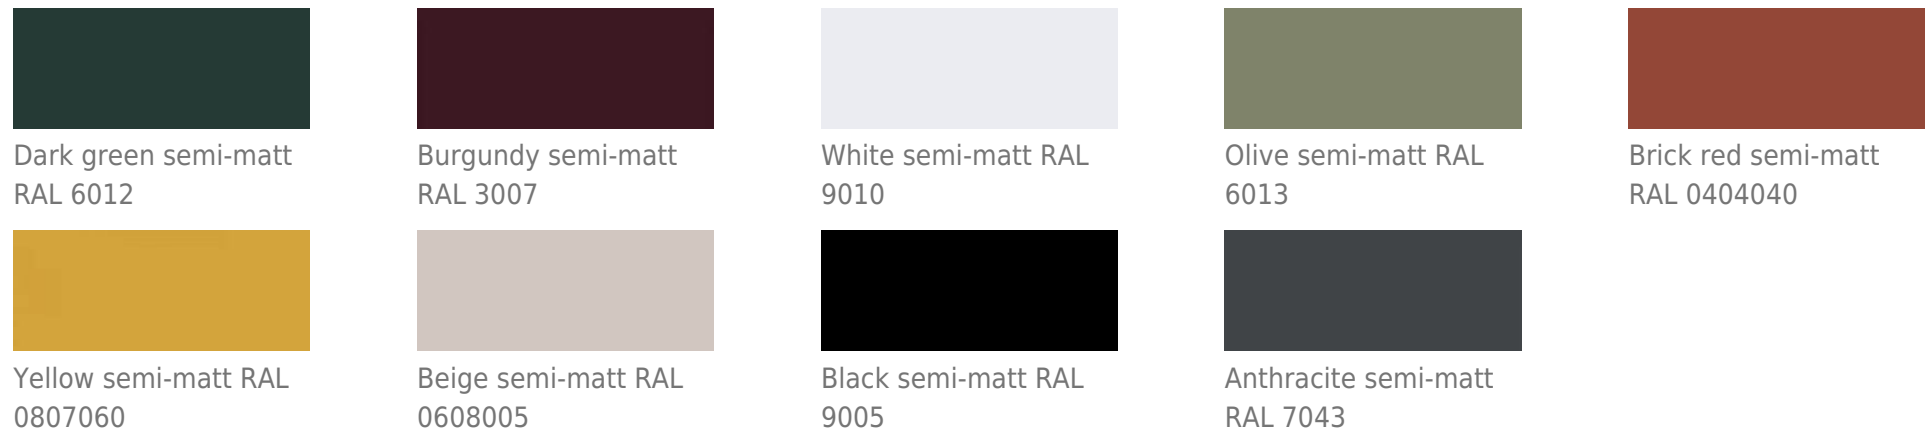 Dark green semi-matt
RAL 6012
Burgundy semi-matt
RAL 3007
White semi-matt RAL
9010
Olive semi-matt RAL
6013
Brick red semi-matt
RAL 0404040
Yellow semi-matt RAL
0807060
Beige semi-matt RAL
0608005
Black semi-matt RAL
9005
Anthracite semi-matt
RAL 7043